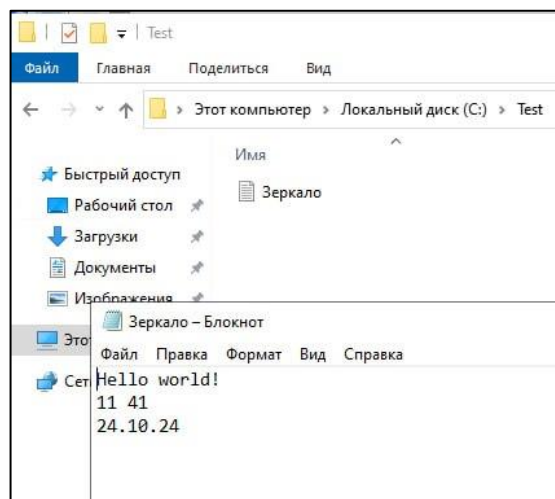 Test
Файл Главная Поделиться Вид
Этот компьютер > Локальный диск (C:) > Test
Имя
Быстрый доступ
Рабочий стол
Загрузки
Документы
Изображения
Зеркало
Зеркало – Блокнот
Файл Правка Формат Вид Справка
Hello world!
11 41
24.10.24